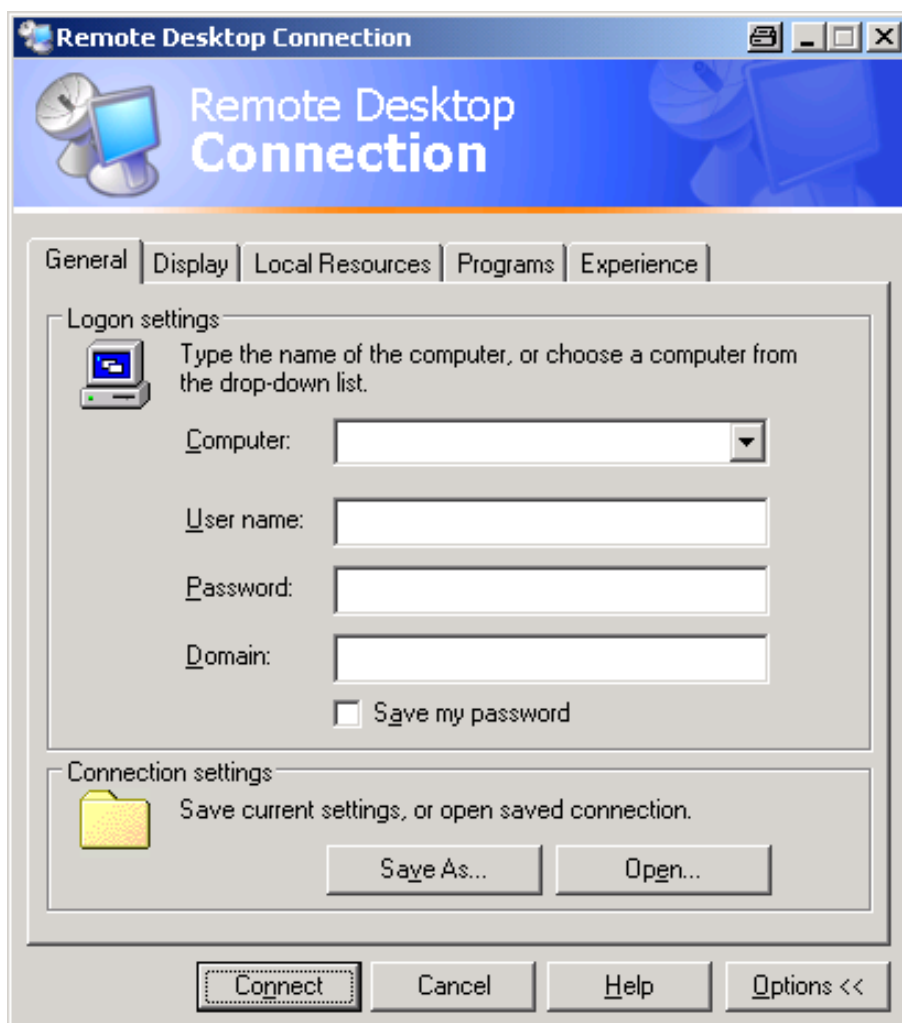 Remote Desktop Connection
Remote Desktop
Connection
General Display Local Resources Programs Experience
Logon settings
Type the name of the computer, or choose a computer from
the drop-down list.
Computer:
User name:
Password:
Domain:
Save my password
Connection settings
Save current settings, or open saved connection.
Save As... Open...
Connect Cancel Help Options <<